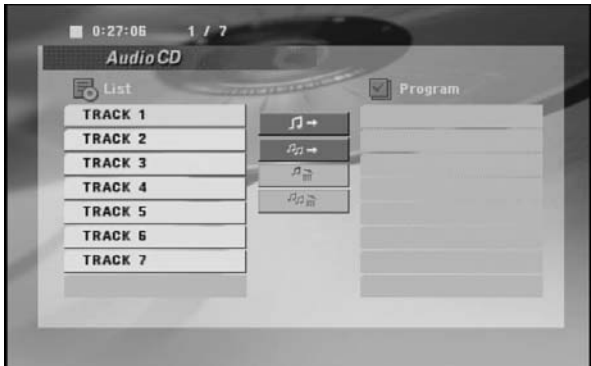 0:27:06 1 / 7
Audio CD
List
Program
TRACK 1
TRACK 2
TRACK 3
TRACK 4
TRACK 5
TRACK 6
TRACK 7